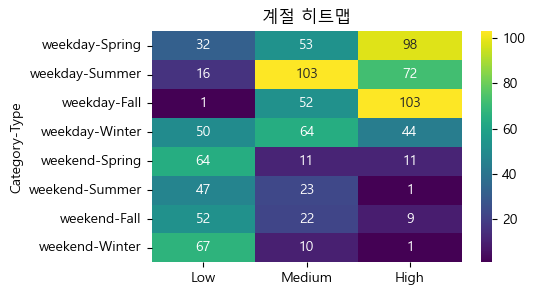 계절 히트맵
Category-Type
weekday-Spring 32 53 98
weekday-Summer 16 103 72
weekday-Fall 1 52 103
weekday-Winter 50 64 44
weekend-Spring 64 11 11
weekend-Summer 47 23 1
weekend-Fall 52 22 9
weekend-Winter 67 10 1
Low Medium High
100
80
60
40
20